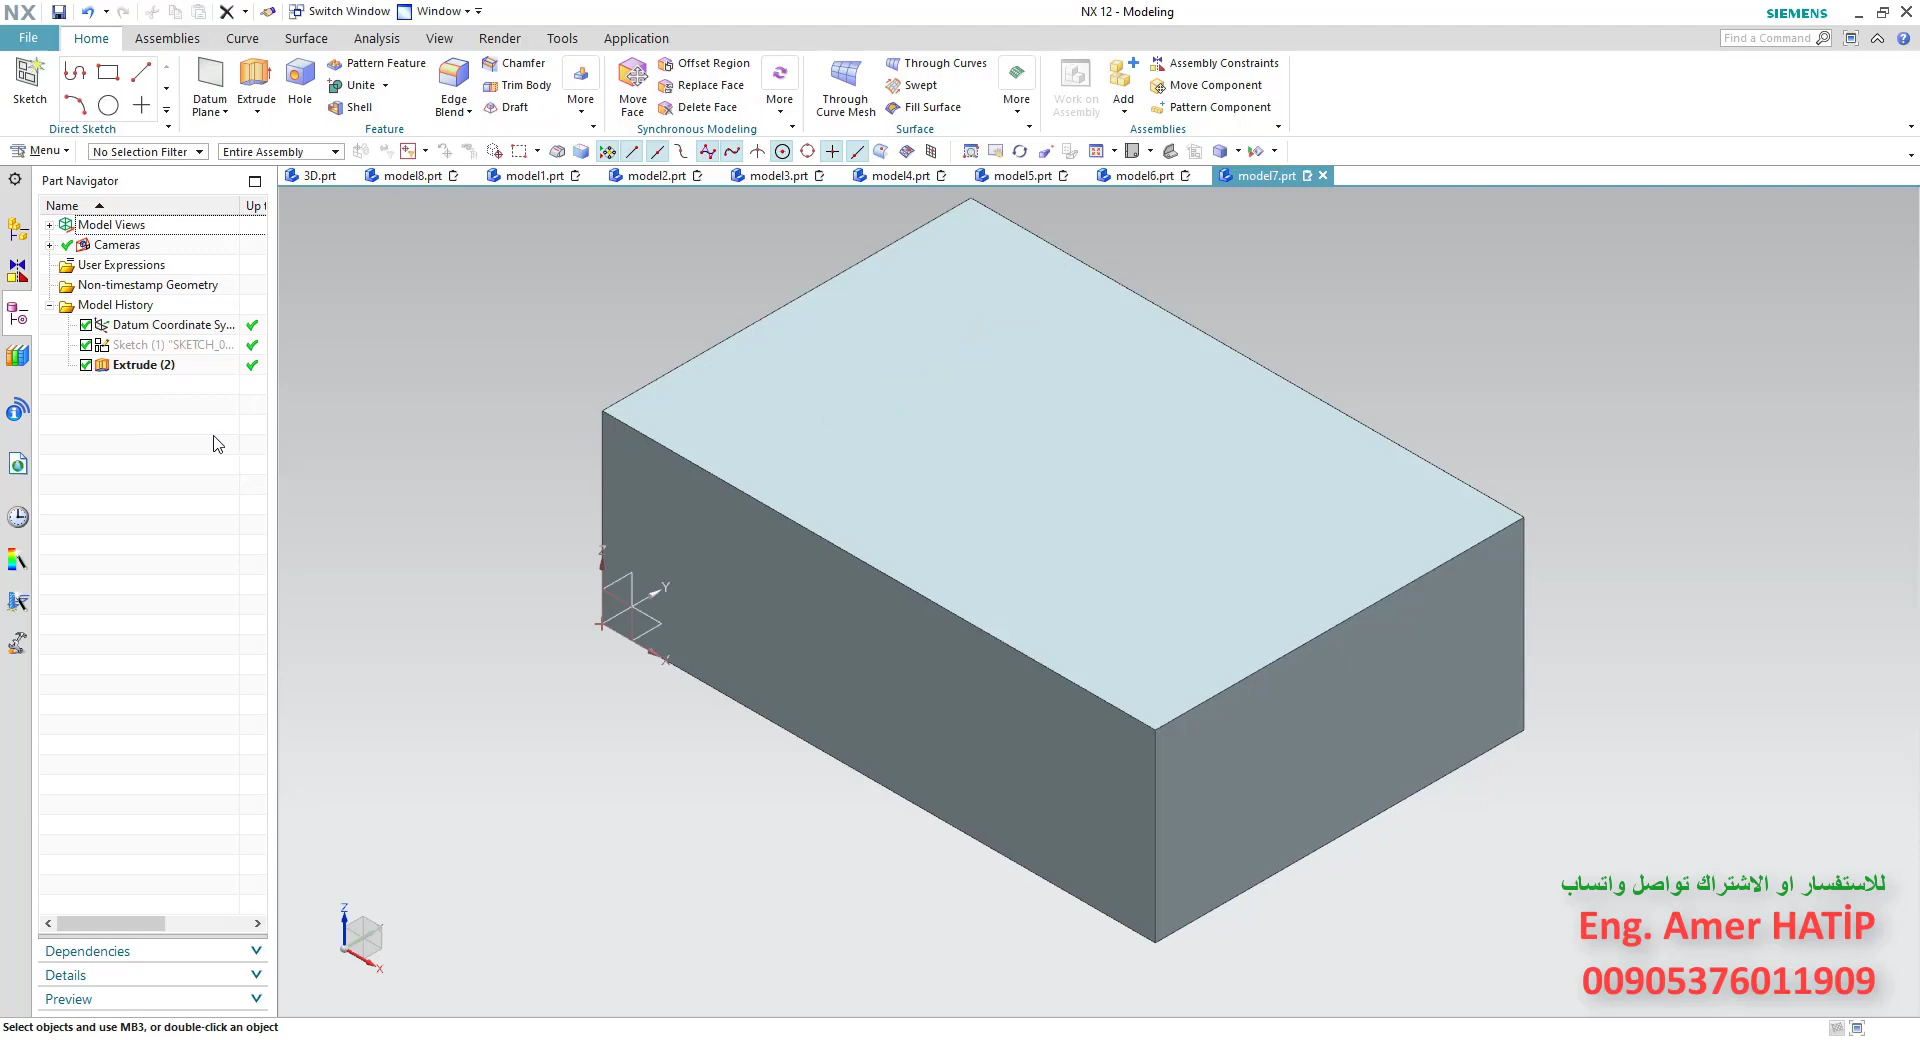 NX
Switch Window
Window
NX 12 - Modeling
SIEMENS
File
Home
Assemblies
Curve
Surface
Analysis
View
Render
Tools
Application
Find a Command
Sketch
Direct Sketch
Datum
Plane
Extrude
Hole
Pattern Feature
Unite
Shell
Edge
Blend
Chamfer
Trim Body
Draft
More
Feature
Move
Face
Offset Region
Replace Face
Delete Face
More
Synchronous Modeling
Through
Curve Mesh
Through Curves
Swept
Fill Surface
More
Surface
Work on
Assembly
Add
Assembly Constraints
Move Component
Pattern Component
Assemblies
Menu
No Selection Filter
Entire Assembly
3D.prt
model8.prt
model1.prt
model2.prt
model3.prt
model4.prt
model5.prt
model6.prt
model7.prt
Part Navigator
Name
Up t
Model Views
Cameras
User Expressions
Non-timestamp Geometry
Model History
Datum Coordinate Sy...
Sketch (1) "SKETCH_0...
Extrude (2)
Z
Y
X
Z
X
للاستفسار او الاشتراك تواصل واتساب
Eng. Amer HATİP
00905376011909
Dependencies
Details
Preview
Select objects and use MB3, or double-click an object